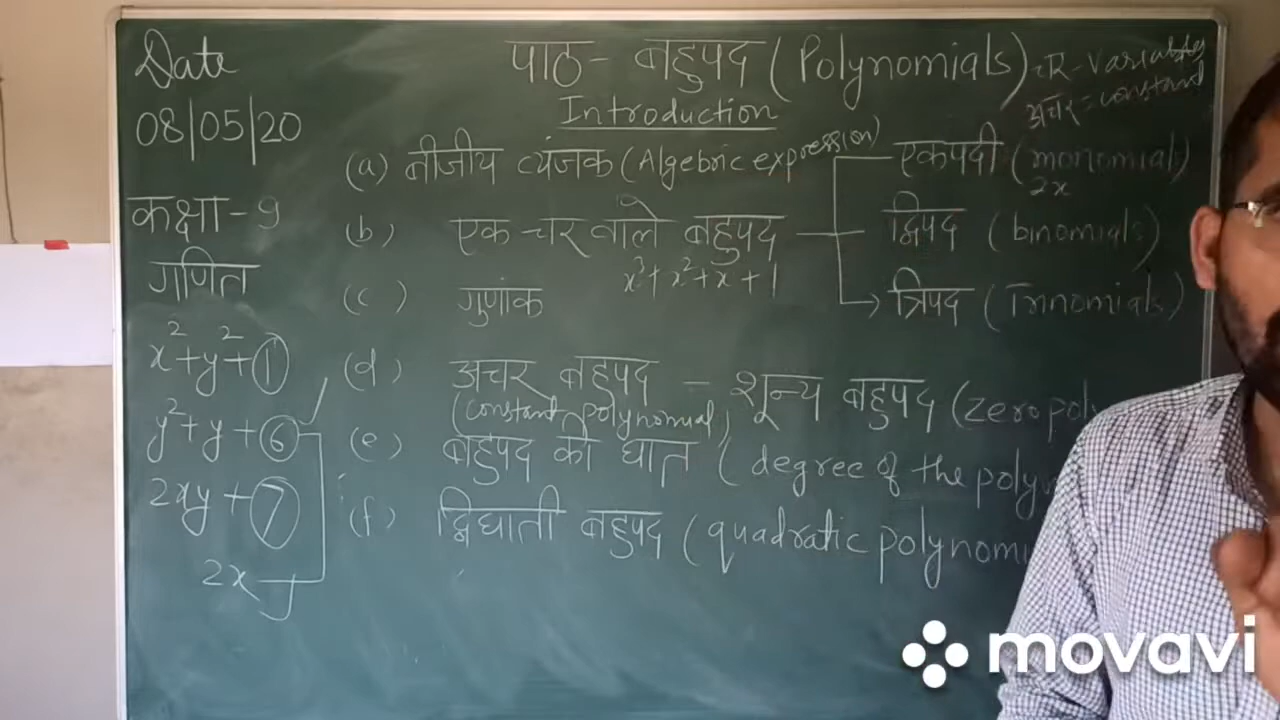 Date
08|05|20
कक्षा - 9
गणित
x²+y²+1
y²+y+6
2xy+7
2x
पाठ- बहुपद (Polynomials)
Introduction
चर-Variables
अचर=constant
(a) बीजीय व्यंजक (Algebric expression)
एकपदी (monomials)
2x
(b) एक चर वाले बहुपद
द्विपद (binomials)
x³+x²+x+1
(c) गुणांक
त्रिपद (Trinomials)
(d) अचर बहुपद - शून्य बहुपद (zero pol
(constant polynomial)
(e) बहुपद की घात (degree of the poly
(f) द्विघाती बहुपद (quadratic polynomi
movavi